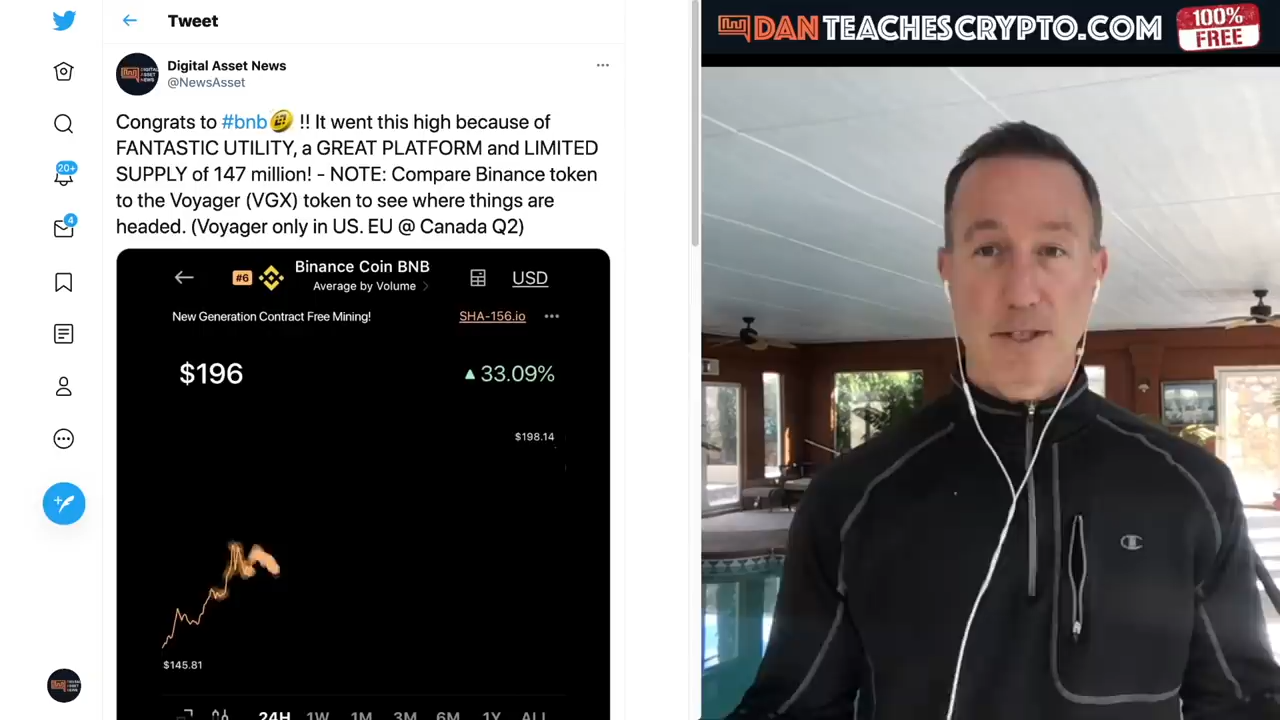 Tweet
Digital Asset News
@NewsAsset
Congrats to #bnb !! It went this high because of
FANTASTIC UTILITY, a GREAT PLATFORM and LIMITED
SUPPLY of 147 million! - NOTE: Compare Binance token
to the Voyager (VGX) token to see where things are
headed. (Voyager only in US. EU @ Canada Q2)
20+
4
#6
Binance Coin BNB
Average by Volume
USD
New Generation Contract Free Mining!
SHA-156.io
$196
33.09%
$198.14
$145.81
24H 1W 1M 3M 6M 1Y ALL
DANTEACHESCRYPTO.COM
100%
FREE